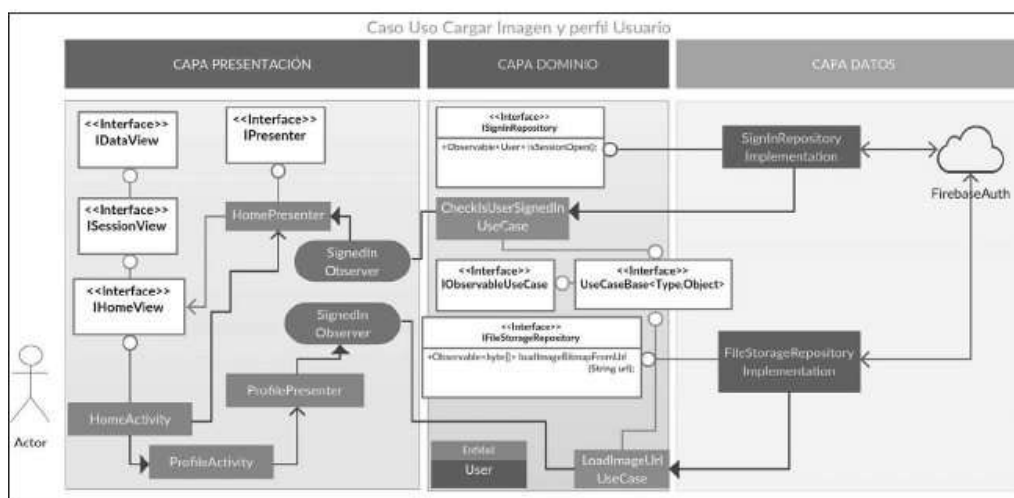 Caso Uso Cargar Imagen y perfil Usuario
CAPA PRESENTACIÓN
CAPA DOMINIO
CAPA DATOS
<<Interface>>
IDataView
<<Interface>>
IPresenter
<<Interface>>
ISignInRepository
+Observable<User> isSessionOpen();
SignInRepository
Implementation
FirebaseAuth
<<Interface>>
ISessionView
HomePresenter
CheckIsUserSignedIn
UseCase
SignedIn
Observer
<<Interface>>
IHomeView
<<Interface>>
IObservableUseCase
<<Interface>>
UseCaseBase<Type,Object>
SignedIn
Observer
<<Interface>>
IFileStorageRepository
+Observable<byte[]> loadImageBitmapFromUrl
(String url);
FileStorageRepository
Implementation
ProfilePresenter
HomeActivity
Actor
ProfileActivity
Entidad
User
LoadImageUrl
UseCase